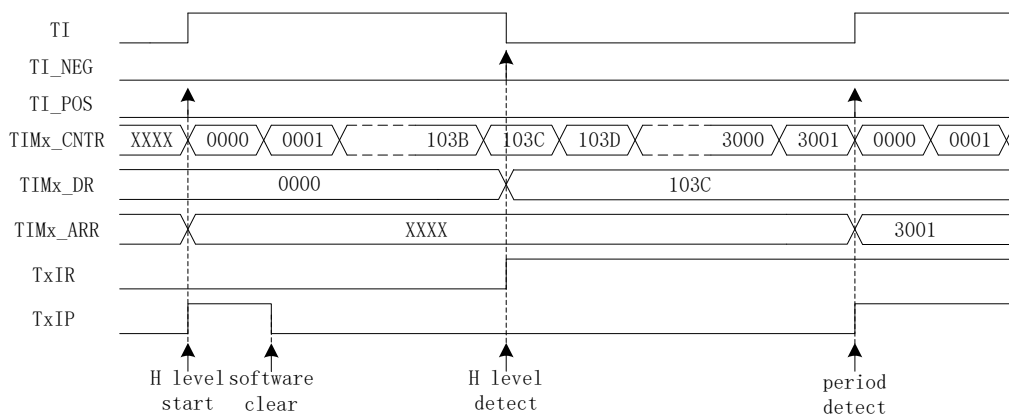 TI
TI_NEG
TI_POS
TIMx_CNTR XXXX 0000 0001 103B 103C 103D 3000 3001 0000 0001
TIMx_DR 0000 103C
TIMx_ARR XXXX 3001
TxIR
TxIP
H level start
software clear
H level detect
period detect